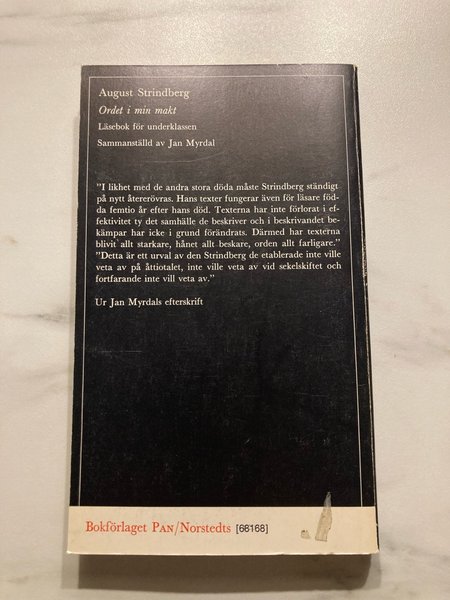 August Strindberg
Ordet i min makt
Läsebok för underklassen
Sammanställd av Jan Myrdal
”I likhet med de andra stora döda måste Strindberg ständigt
på nytt återerövras. Hans texter fungerar även för läsare föd-
da femtio år efter hans död. Texterna har inte förlorat i ef-
fektivitet ty det samhälle de beskriver och i beskrivandet be-
kämpar har icke i grund förändrats. Därmed har texterna
blivit allt starkare, hånet allt beskare, orden allt farligare.”
”Detta är ett urval av den Strindberg de etablerade inte ville
veta av på åttiotalet, inte ville veta av vid sekelskiftet och
fortfarande inte vill veta av.”
Ur Jan Myrdals efterskrift
Bokförlaget PAN/Norstedts [68168]